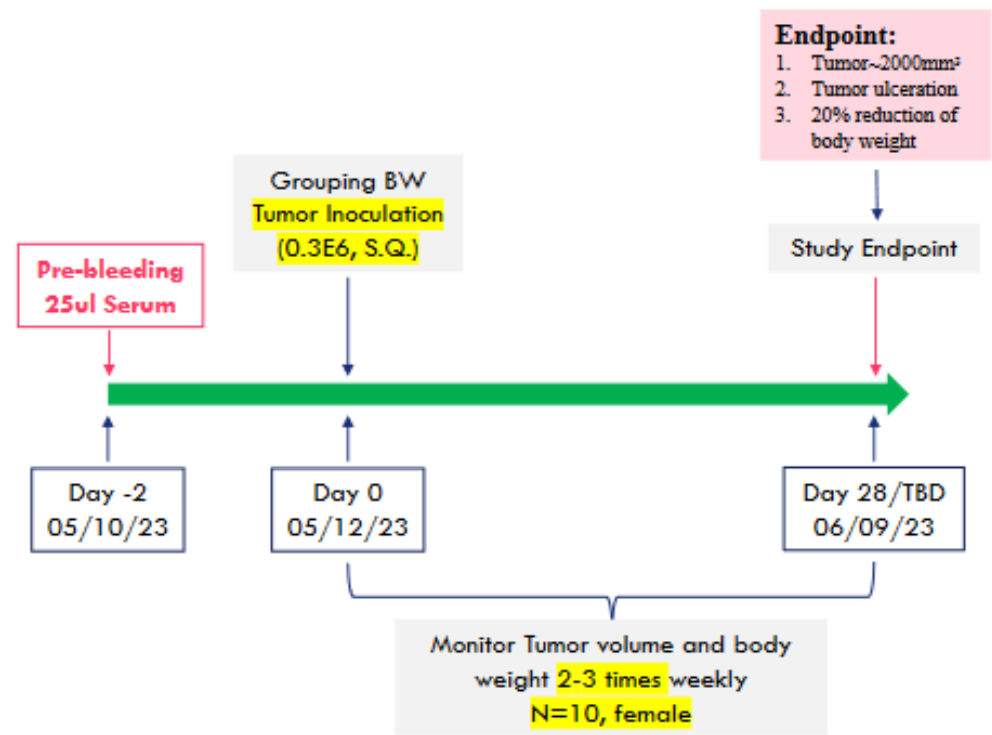 Endpoint:
1. Tumor~2000mm³
2. Tumor ulceration
3. 20% reduction of
body weight
Grouping BW
Tumor Inoculation
(0.3E6, S.Q.)
Study Endpoint
Pre-bleeding
25ul Serum
Day -2
05/10/23
Day 0
05/12/23
Day 28/TBD
06/09/23
Monitor Tumor volume and body
weight 2-3 times weekly
N=10, female